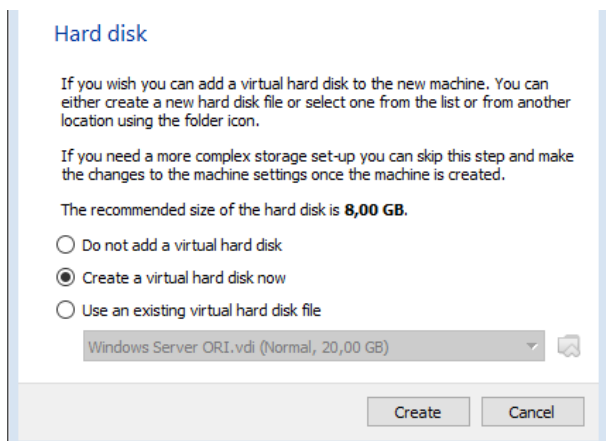 Hard disk
If you wish you can add a virtual hard disk to the new machine. You can
either create a new hard disk file or select one from the list or from another
location using the folder icon.
If you need a more complex storage set-up you can skip this step and make
the changes to the machine settings once the machine is created.
The recommended size of the hard disk is 8,00 GB.
Do not add a virtual hard disk
Create a virtual hard disk now
Use an existing virtual hard disk file
Windows Server ORI.vdi (Normal, 20,00 GB)
Create Cancel